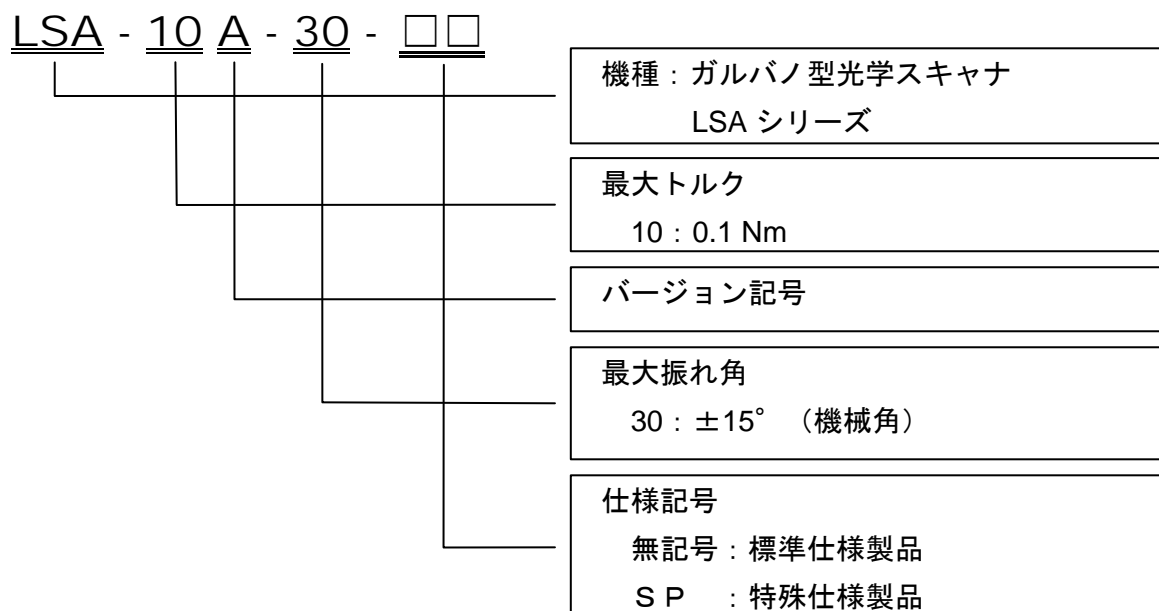 LSA - 10 A - 30 - □□
機種：ガルバノ型光学スキャナ
LSA シリーズ
最大トルク
10：0.1 Nm
バージョン記号
最大振れ角
30：±15°（機械角）
仕様記号
無記号：標準仕様製品
ＳＰ　：特殊仕様製品